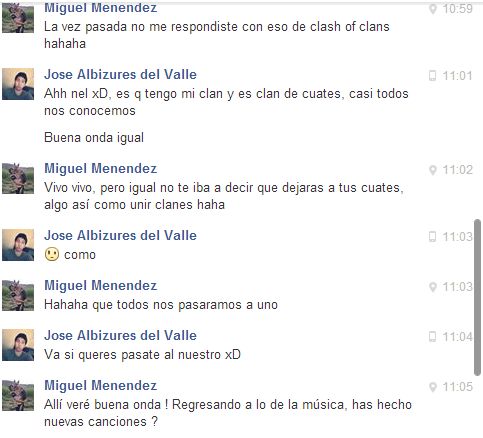 Miguel Menendez 10:59
La vez pasada no me respondiste con eso de clash of clans
hahaha
Jose Albizures del Valle 11:01
Ahh nel xD, es q tengo mi clan y es clan de cuates, casi todos
nos conocemos
Buena onda igual
Miguel Menendez 11:02
Vivo vivo, pero igual no te iba a decir que dejaras a tus cuates,
algo así como unir clanes haha
Jose Albizures del Valle 11:03
como
Miguel Menendez 11:03
Hahaha que todos nos pasaramos a uno
Jose Albizures del Valle 11:04
Va si queres pasate al nuestro xD
Miguel Menendez 11:05
Allí veré buena onda ! Regresando a lo de la música, has hecho
nuevas canciones ?